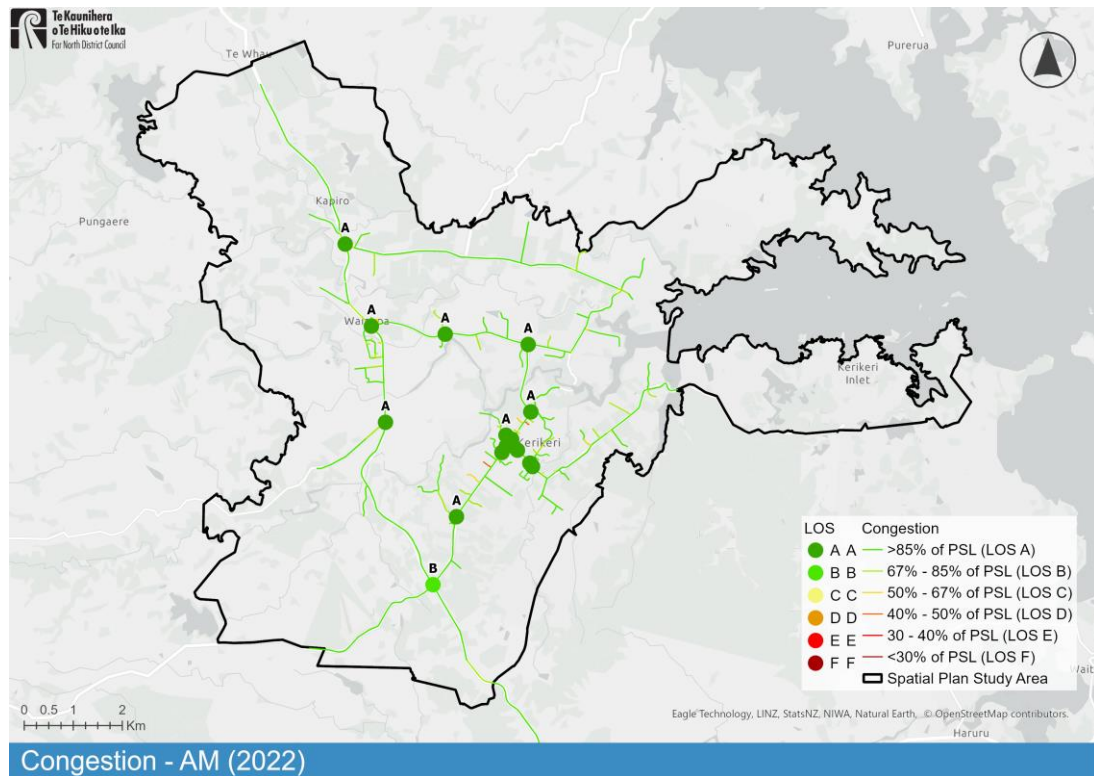 Te Kaunihera
o Te Hiku o te Ika
Far North District Council
Te Whau
Purerua
Pungaere
Kapiro
A
A
A
A
A
A
A
Kerikeri
Kerikeri
Inlet
A
B
LOS Congestion
A A >85% of PSL (LOS A)
B B 67% - 85% of PSL (LOS B)
C C 50% - 67% of PSL (LOS C)
D D 40% - 50% of PSL (LOS D)
E E 30 - 40% of PSL (LOS E)
F F <30% of PSL (LOS F)
Spatial Plan Study Area
0 0.5 1 2
Km
Eagle Technology, LINZ, StatsNZ, NIWA, Natural Earth. © OpenStreetMap contributors.
Haruru
Congestion - AM (2022)